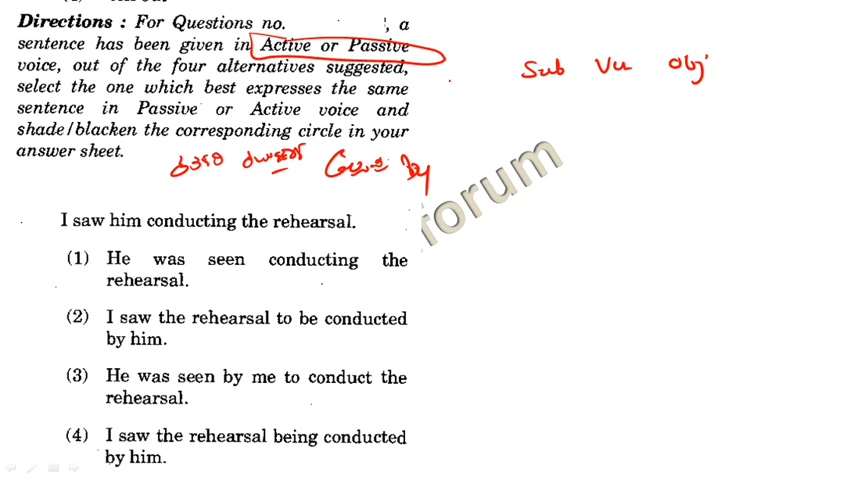 Directions : For Questions no. , a
sentence has been given in Active or Passive
voice, out of the four alternatives suggested,
select the one which best expresses the same
sentence in Passive or Active voice and
shade/blacken the corresponding circle in your
answer sheet.
Sub Obj
By
forum
I saw him conducting the rehearsal.
(1) He was seen conducting the
rehearsal.
(2) I saw the rehearsal to be conducted
by him.
(3) He was seen by me to conduct the
rehearsal.
(4) I saw the rehearsal being conducted
by him.